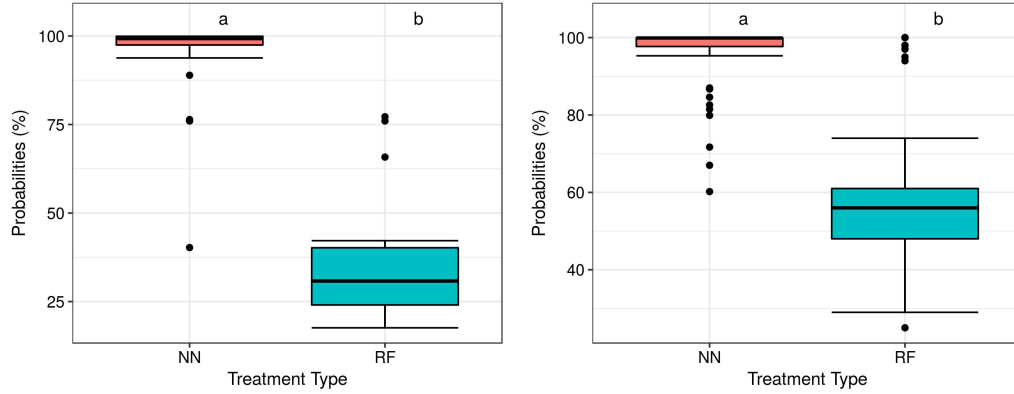 a b
100
75
50
25
Probabilities (%)
NN RF
Treatment Type
a b
100
80
60
40
Probabilities (%)
NN RF
Treatment Type